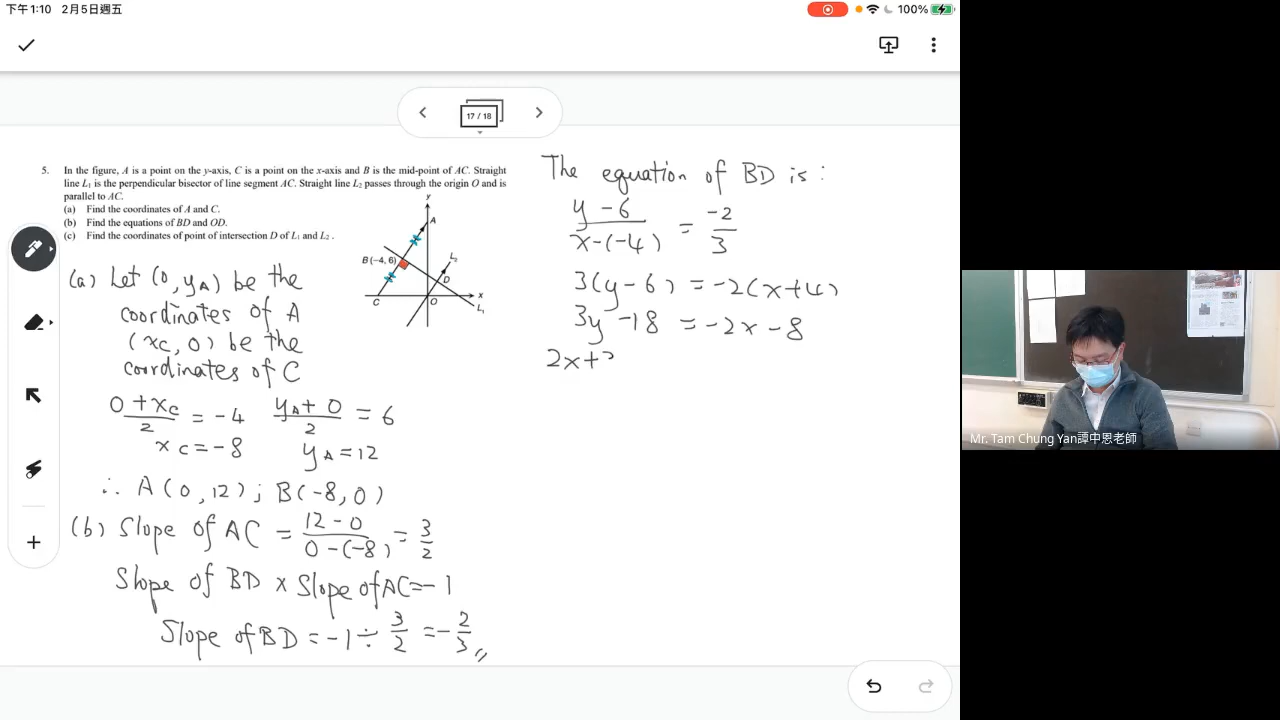 下午1:10 2月5日週五
100%
17 / 18
5. In the figure, A is a point on the y-axis, C is a point on the x-axis and B is the mid-point of AC. Straight
line L₁ is the perpendicular bisector of line segment AC. Straight line L₂ passes through the origin O and is
parallel to AC.
(a) Find the coordinates of A and C.
(b) Find the equations of BD and OD.
(c) Find the coordinates of point of intersection D of L₁ and L₂ .
y
A
L₂
B(−4, 6)
D
C
O
x
L₁
(a) Let (0, yA) be the
coordinates of A
(xc, 0) be the
coordinates of C
(0 + xc)/2 = -4 (yA + 0)/2 = 6
xc = -8 yA = 12
∴ A(0, 12); B(-8, 0)
(b) Slope of AC = (12 - 0)/(0 - (-8)) = 3/2
Slope of BD × Slope of AC = -1
Slope of BD = -1 ÷ 3/2 = -2/3
The equation of BD is :
(y - 6)/(x - (-4)) = -2/3
3(y - 6) = -2(x + 4)
3y - 18 = -2x - 8
2x +
Mr. Tam Chung Yan譚中恩老師